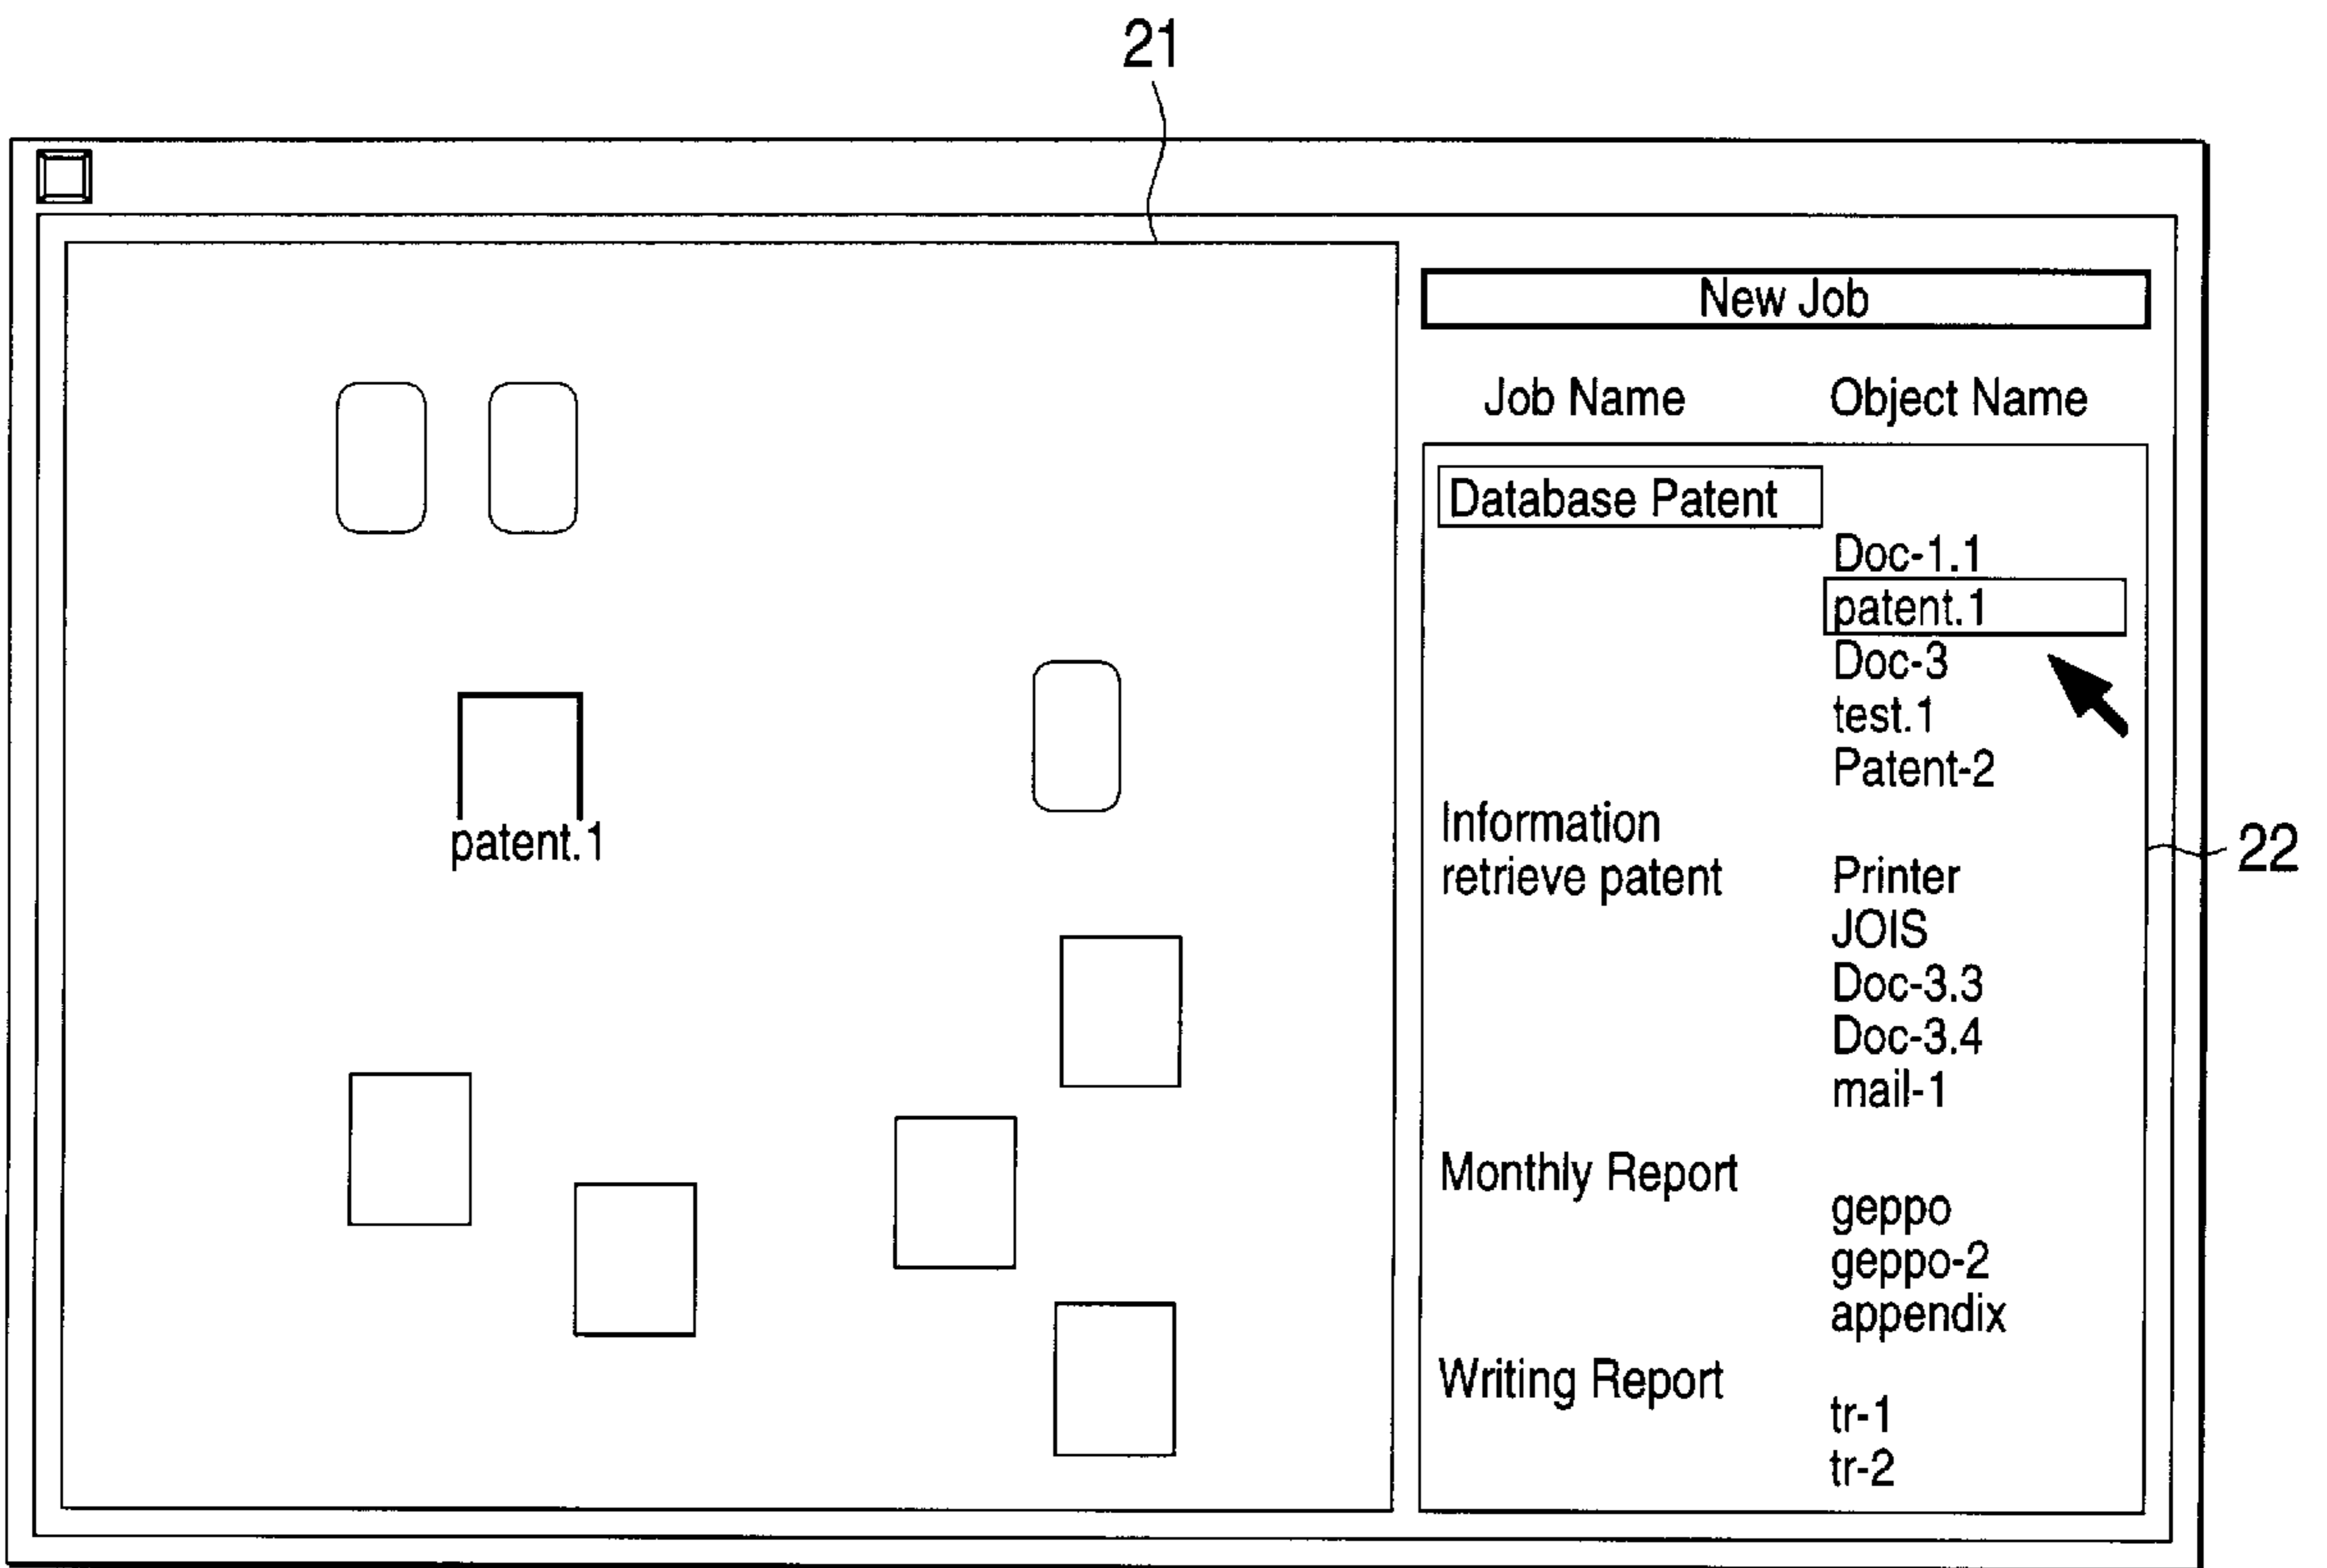 21
New Job
Job Name Object Name
Database Patent
Doc-1.1
patent.1
Doc-3
test.1
Patent-2
Information
retrieve patent Printer
JOIS
Doc-3.3
Doc-3.4
mail-1
Monthly Report
geppo
geppo-2
appendix
Writing Report
tr-1
tr-2
patent.1
22